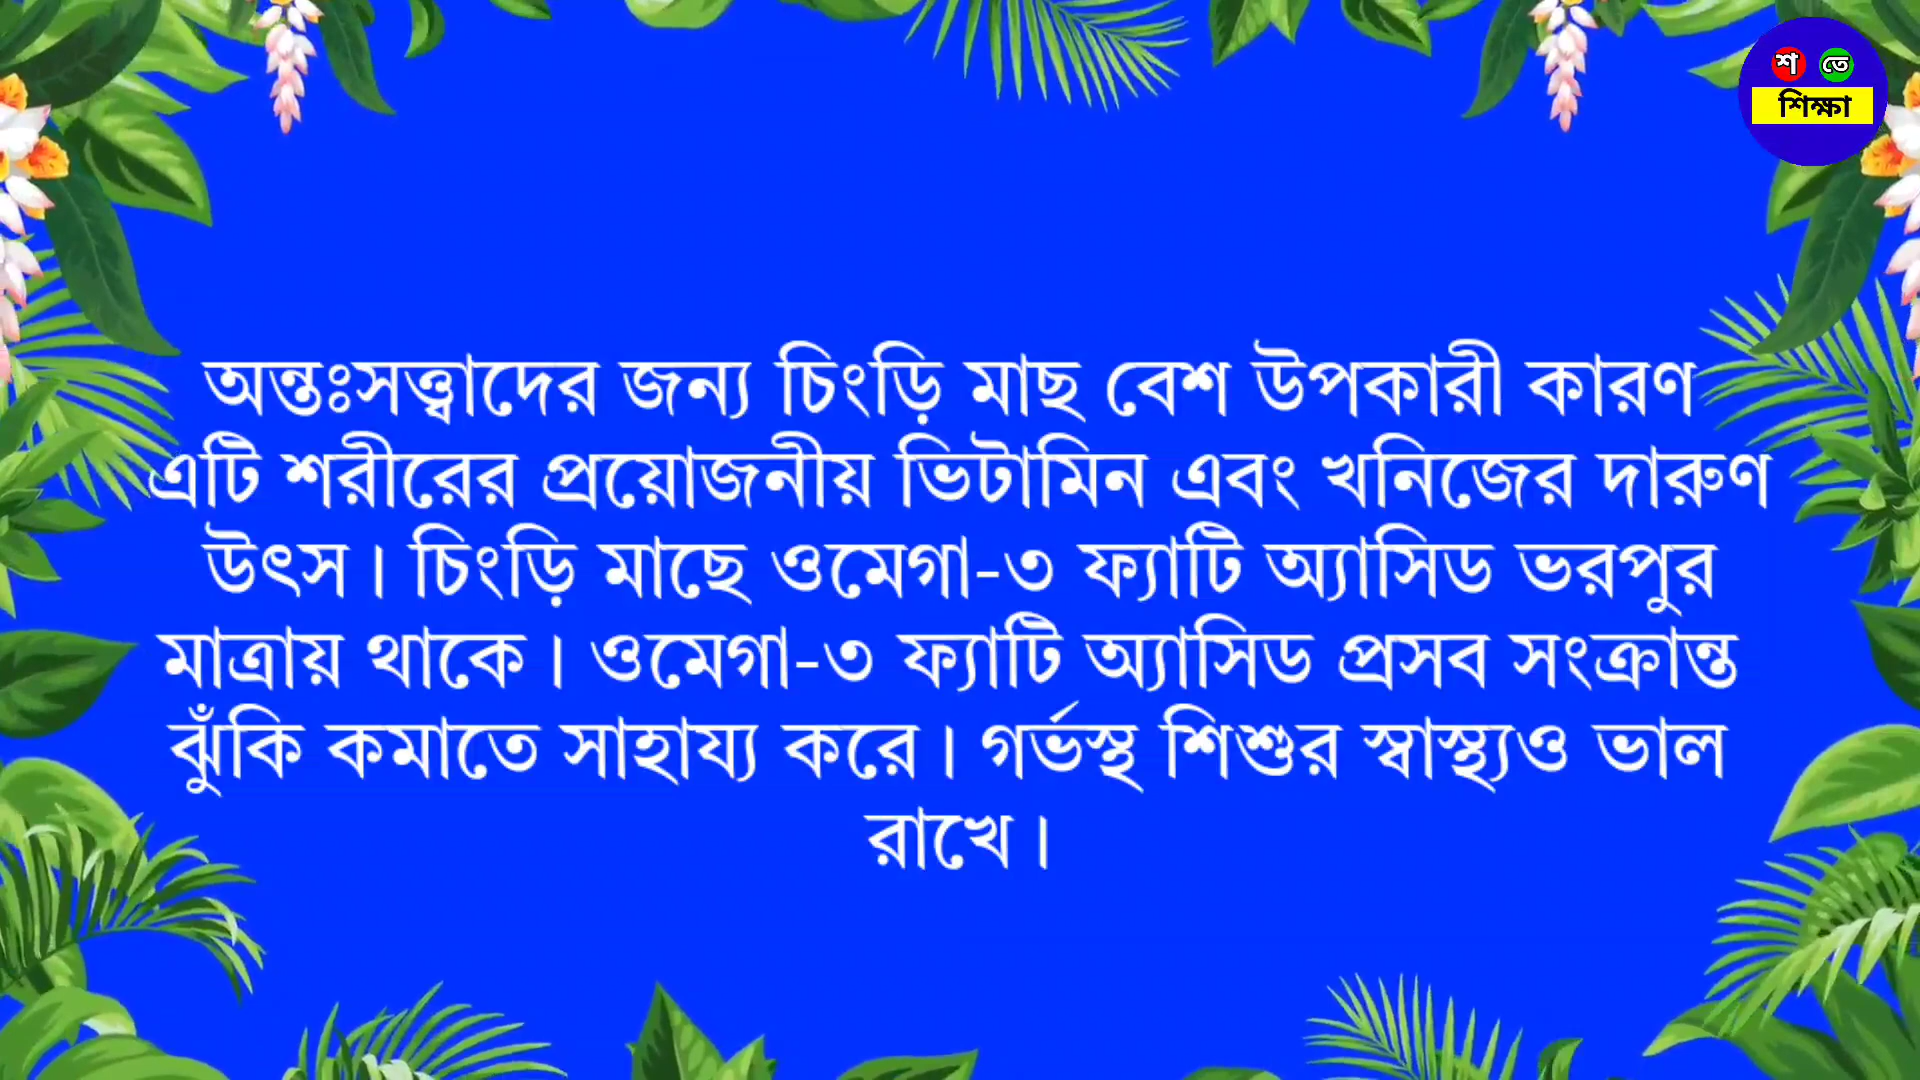 শ তে
শিক্ষা
অন্তঃসত্ত্বাদের জন্য চিংড়ি মাছ বেশ উপকারী কারণ
এটি শরীরের প্রয়োজনীয় ভিটামিন এবং খনিজের দারুণ
উৎস। চিংড়ি মাছে ওমেগা-৩ ফ্যাটি অ্যাসিড ভরপুর
মাত্রায় থাকে। ওমেগা-৩ ফ্যাটি অ্যাসিড প্রসব সংক্রান্ত
ঝুঁকি কমাতে সাহায্য করে। গর্ভস্থ শিশুর স্বাস্থ্যও ভাল
রাখে।